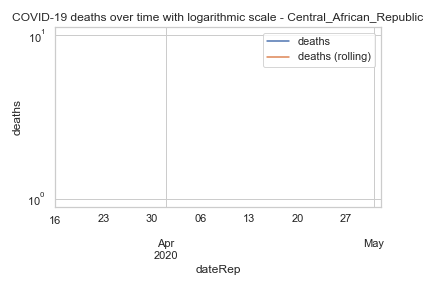 COVID-19 deaths over time with logarithmic scale - Central_African_Republic
10¹
deaths
deaths (rolling)
deaths
10⁰
16 23 30 06 13 20 27
Apr May
2020
dateRep